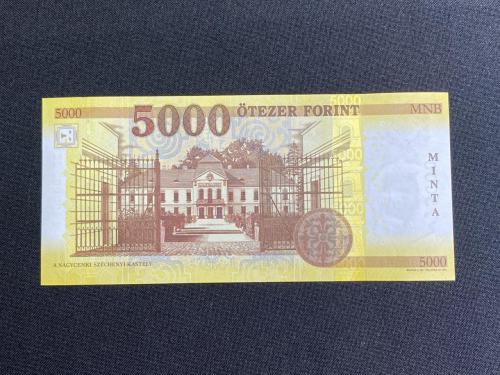 5000
5000 ÖTEZER FORINT
MNB
MINTA
A NAGYCENKI SZÉCHENYI-KASTÉLY
5000